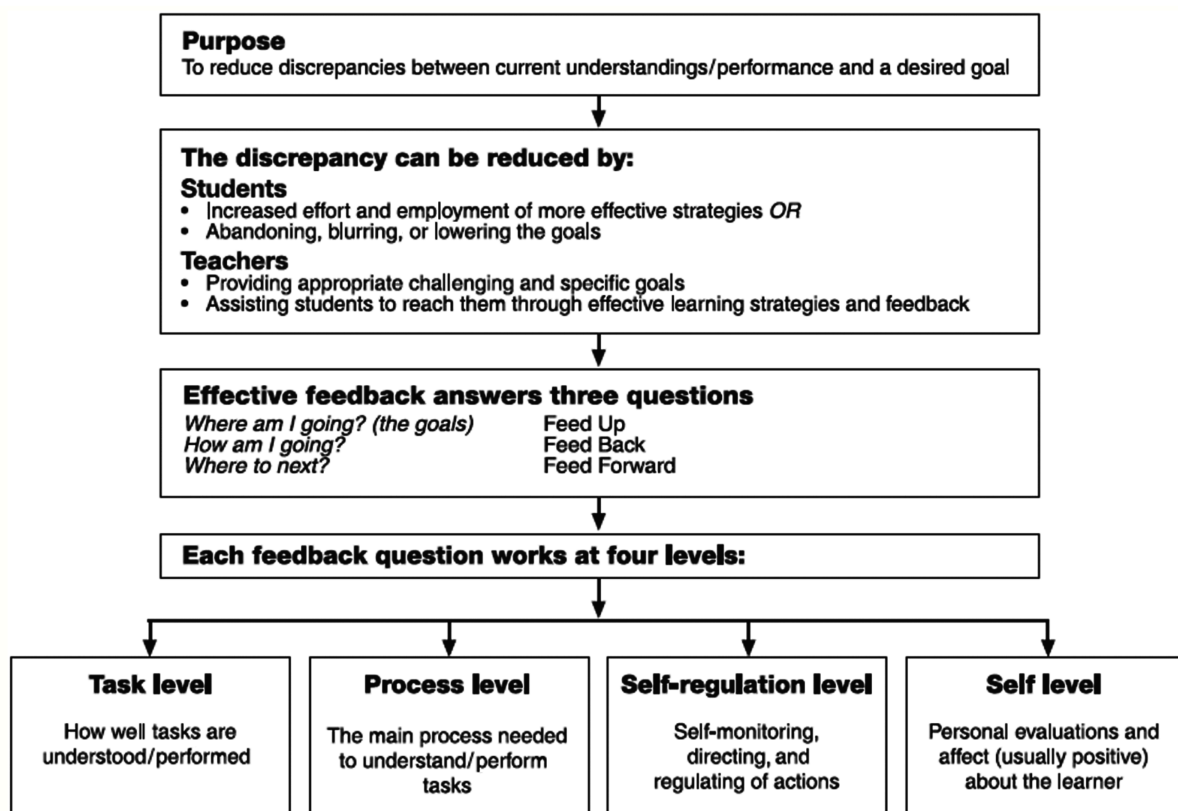 Purpose
To reduce discrepancies between current understandings/performance and a desired goal
The discrepancy can be reduced by:
Students
• Increased effort and employment of more effective strategies OR
• Abandoning, blurring, or lowering the goals
Teachers
• Providing appropriate challenging and specific goals
• Assisting students to reach them through effective learning strategies and feedback
Effective feedback answers three questions
Where am I going? (the goals) Feed Up
How am I going? Feed Back
Where to next? Feed Forward
Each feedback question works at four levels:
Task level
How well tasks are
understood/performed
Process level
The main process needed
to understand/perform
tasks
Self-regulation level
Self-monitoring,
directing, and
regulating of actions
Self level
Personal evaluations and
affect (usually positive)
about the learner